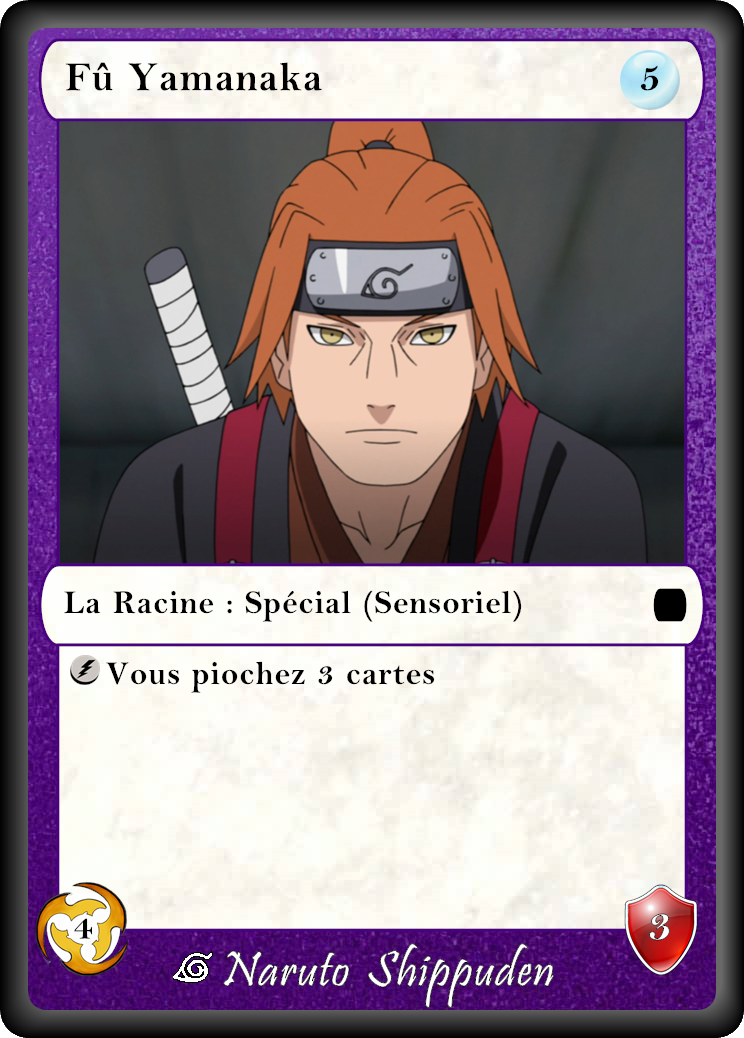 Fû Yamanaka
5
La Racine : Spécial (Sensoriel)
Vous piochez 3 cartes
4
3
Naruto Shippuden